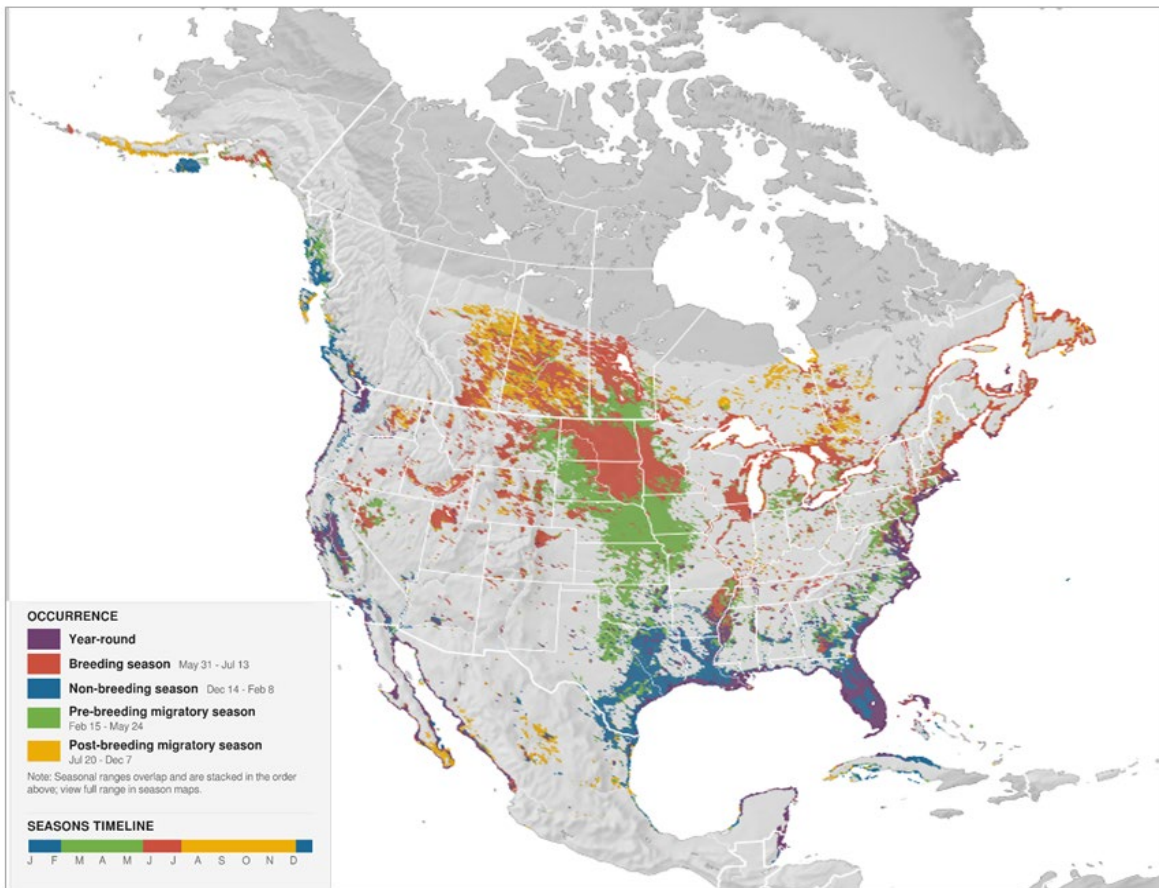 OCCURRENCE
Year-round
Breeding season May 31 - Jul 13
Non-breeding season Dec 14 - Feb 8
Pre-breeding migratory season
Feb 15 - May 24
Post-breeding migratory season
Jul 20 - Dec 7
Note: Seasonal ranges overlap and are stacked in the order
above; view full range in season maps.
SEASONS TIMELINE
J F M A M J J A S O N D